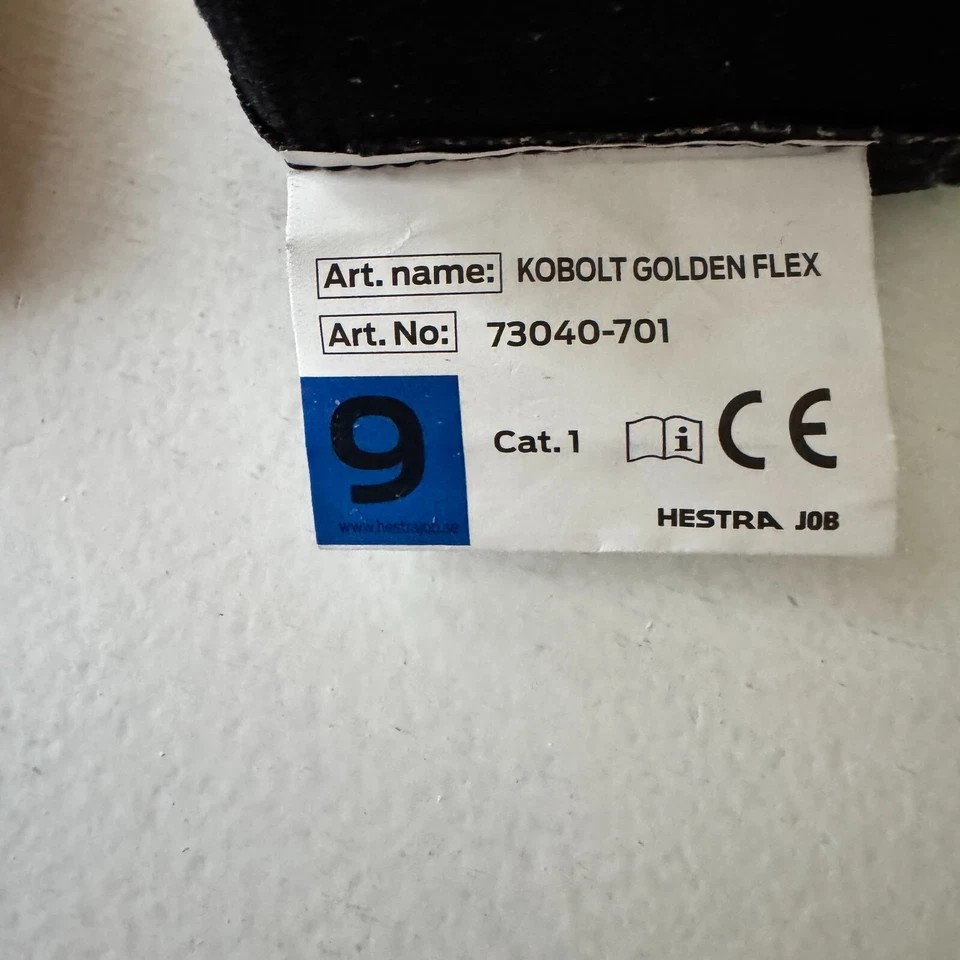 Art. name: KOBOLT GOLDEN FLEX
Art. No: 73040-701
9
Cat. 1
i
CE
www.hestrajob.se
HESTRA JOB